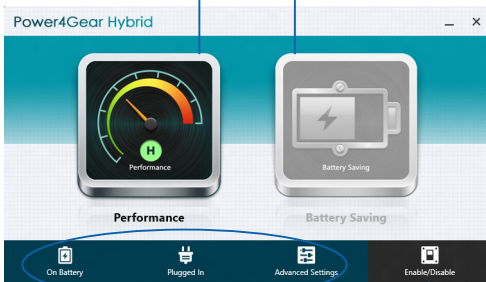 Power4Gear Hybrid
H
Performance
Battery Saving
Performance
Battery Saving
On Battery
Plugged In
Advanced Settings
Enable/Disable